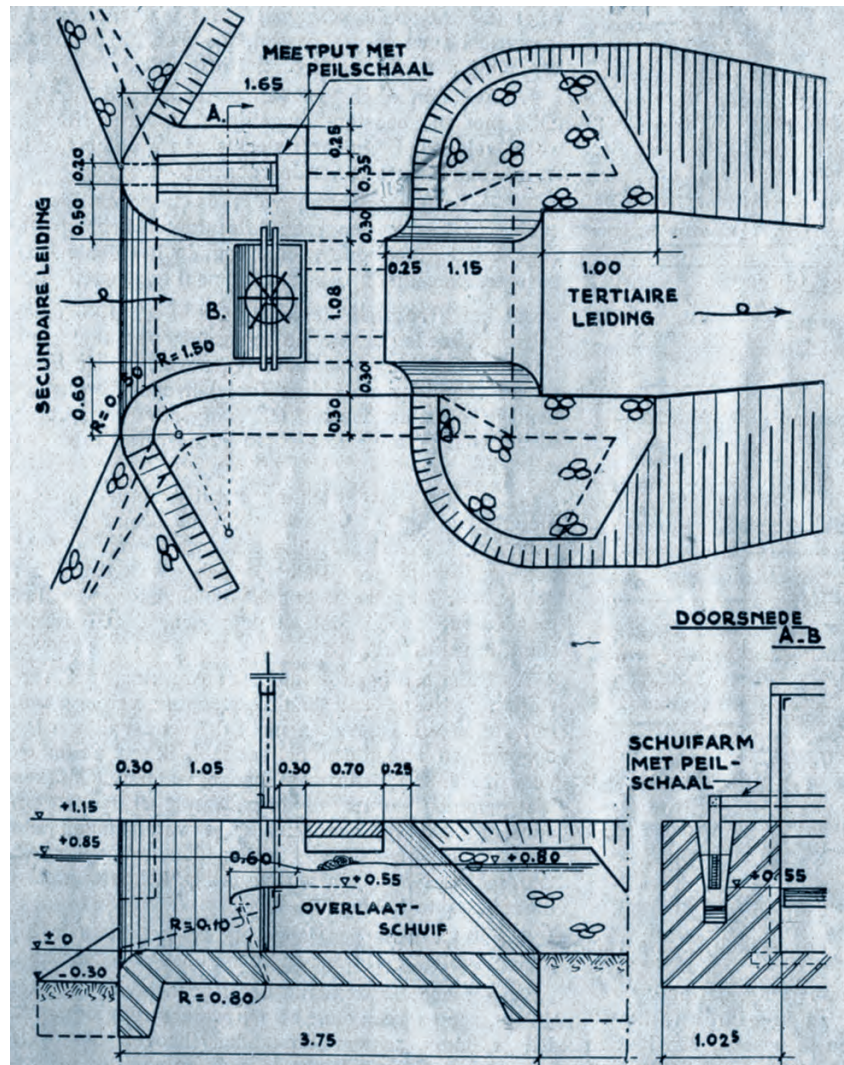 MEETPUT MET
PEILSCHAAL
1.65
A.
0.25
0.35
0.20
0.50
0.30
SECUNDAIRE LEIDING
0.25
1.15
1.00
TERTIAIRE
LEIDING
B.
1.08
R=1.50
0.60
0.30
0.30
DOORSNEDE
A-B
SCHUIFARM
MET PEIL-
SCHAAL
0.30
1.05
0.30
0.70
0.25
+1.15
+0.85
0.60
+0.80
+0.55
OVERLAAT-
SCHUIF
R=0.10
± 0
-0.30
R=0.80
3.75
+0.55
1.02⁵